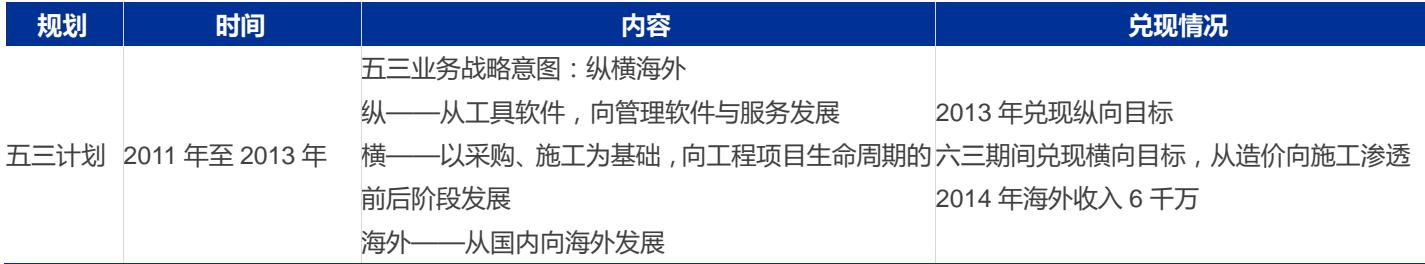 规划 时间 内容 兑现情况
五三业务战略意图：纵横海外
纵——从工具软件，向管理软件与服务发展 2013 年兑现纵向目标
五三计划 2011 年至 2013 年 横——以采购、施工为基础，向工程项目生命周期的 六三期间兑现横向目标，从造价向施工渗透
前后阶段发展 2014 年海外收入 6 千万
海外——从国内向海外发展